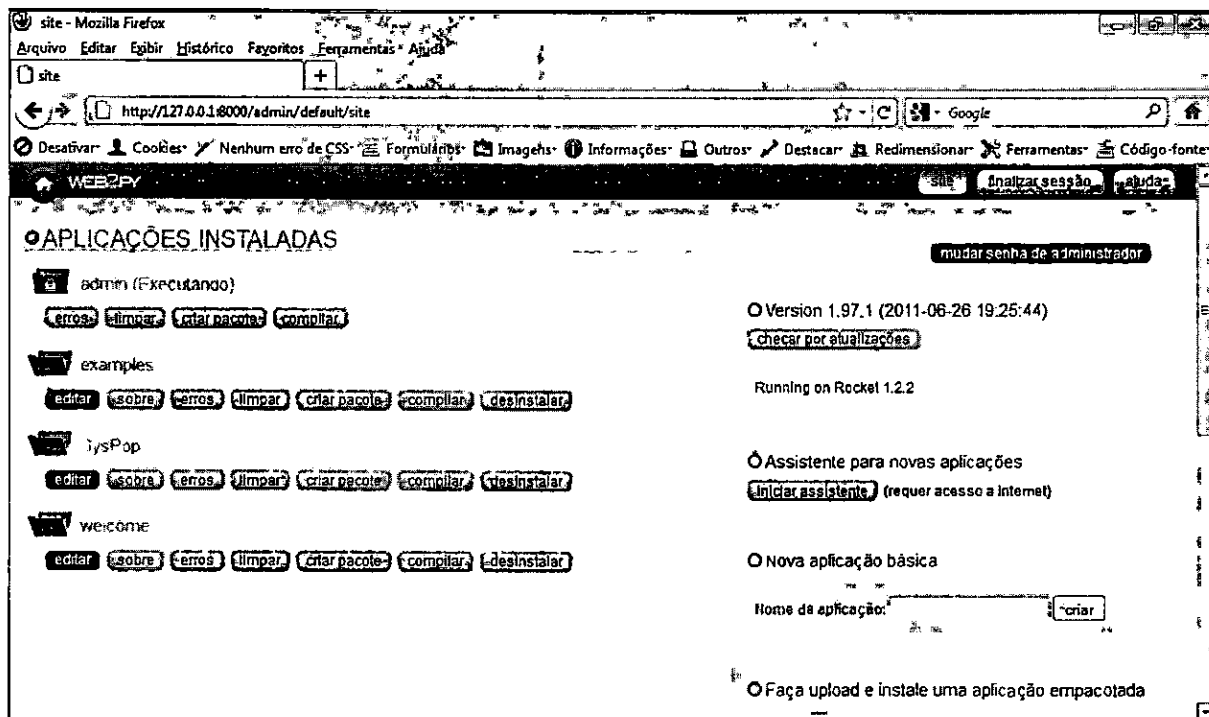 site - Mozilla Firefox
Arquivo Editar Exibir Histórico Favoritos Ferramentas Ajuda
site
+
http://127.0.0.1:8000/admin/default/site
Google
Desativar Cookies Nenhum erro de CSS Formulários Imagens Informações Outros Destacar Redimensionar Ferramentas Código-fonte
WEB2PY
site finalizar sessão ajuda
APLICAÇÕES INSTALADAS
mudar senha de administrador
admin (Executando)
erros limpar criar pacote compilar
Version 1.97.1 (2011-06-26 19:25:44)
checar por atualizações
examples
editar sobre erros limpar criar pacote compilar desinstalar
Running on Rocket 1.2.2
SysPop
editar sobre erros limpar criar pacote compilar desinstalar
Assistente para novas aplicações
iniciar assistente (requer acesso a internet)
welcome
editar sobre erros limpar criar pacote compilar desinstalar
Nova aplicação básica
Nome da aplicação: criar
Faça upload e instale uma aplicação empacotada